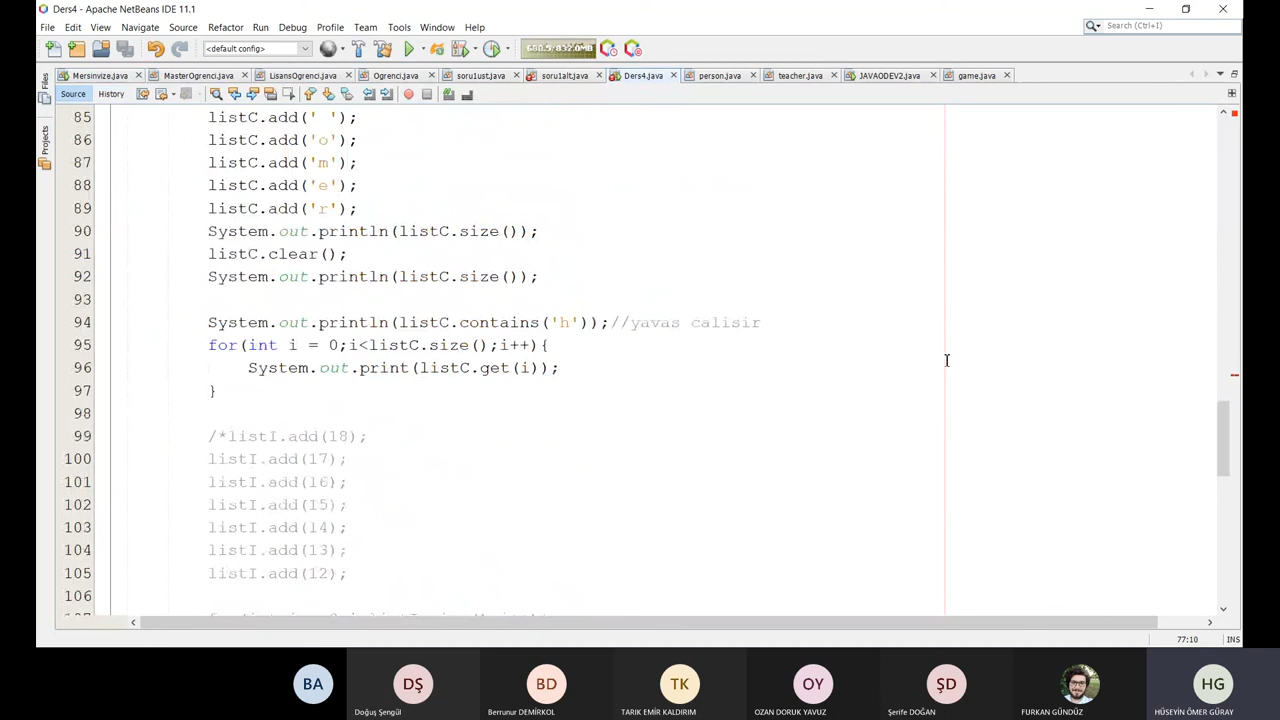 Ders4 - Apache NetBeans IDE 11.1
File Edit View Navigate Source Refactor Run Debug Profile Team Tools Window Help
Search (Ctrl+I)
<default config>
680.5/832.0MB
Mersinvize.java MasterOgrenci.java LisansOgrenci.java Ogrenci.java soru1ust.java soru1alt.java Ders4.java person.java teacher.java JAVAODEV2.java game.java
Source History
Files
Projects
85 listC.add(' ');
86 listC.add('o');
87 listC.add('m');
88 listC.add('e');
89 listC.add('r');
90 System.out.println(listC.size());
91 listC.clear();
92 System.out.println(listC.size());
93
94 System.out.println(listC.contains('h'));//yavas calisir
95 for(int i = 0;i<listC.size();i++){
96 System.out.print(listC.get(i));
97 }
98
99 /*listI.add(18);
100 listI.add(17);
101 listI.add(16);
102 listI.add(15);
103 listI.add(14);
104 listI.add(13);
105 listI.add(12);
106
77:10 INS
BA DŞ BD TK OY ŞD HG
Doğuş Şengül Berrunur DEMİRKOL TARIK EMİR KALDIRIM OZAN DORUK YAVUZ Şerife DOĞAN FURKAN GÜNDÜZ HÜSEYİN ÖMER GÜRAY